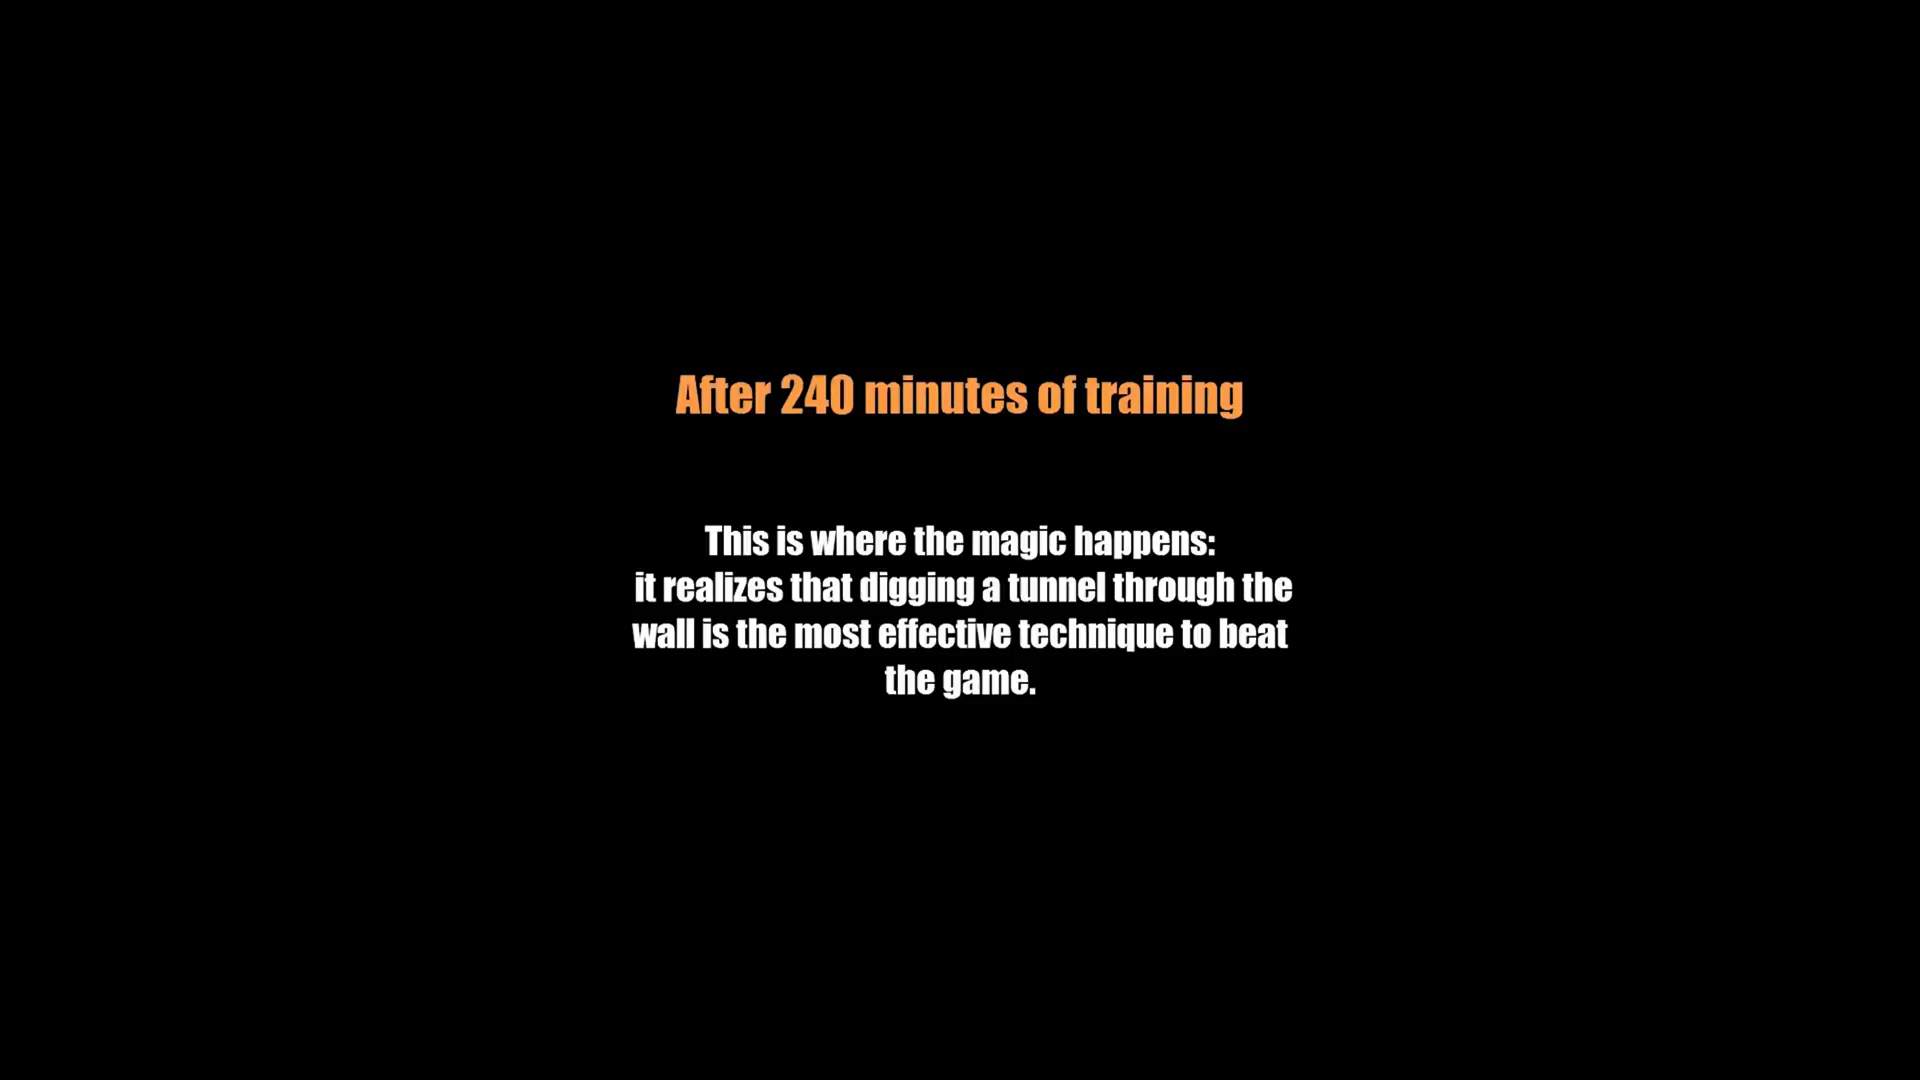 After 240 minutes of training
This is where the magic happens:
it realizes that digging a tunnel through the
wall is the most effective technique to beat
the game.